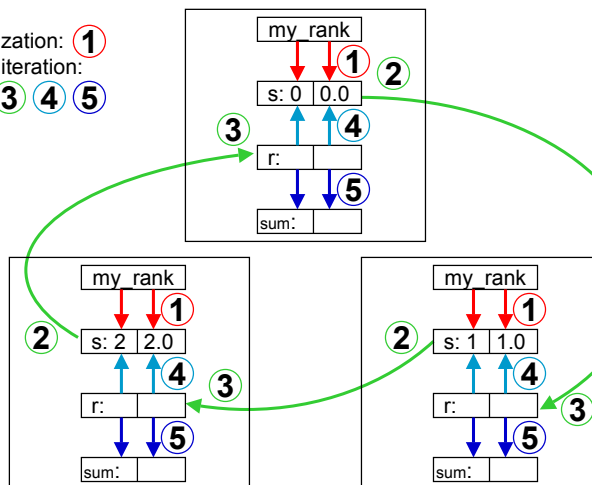 zation: 1
iteration:
3 4 5
my_rank
1
2
s: 0 0.0
3
4
r:
5
sum:
my_rank
1
2
s: 2 2.0
4
3
r:
5
sum:
my_rank
1
2
s: 1 1.0
4
r:
3
5
sum: